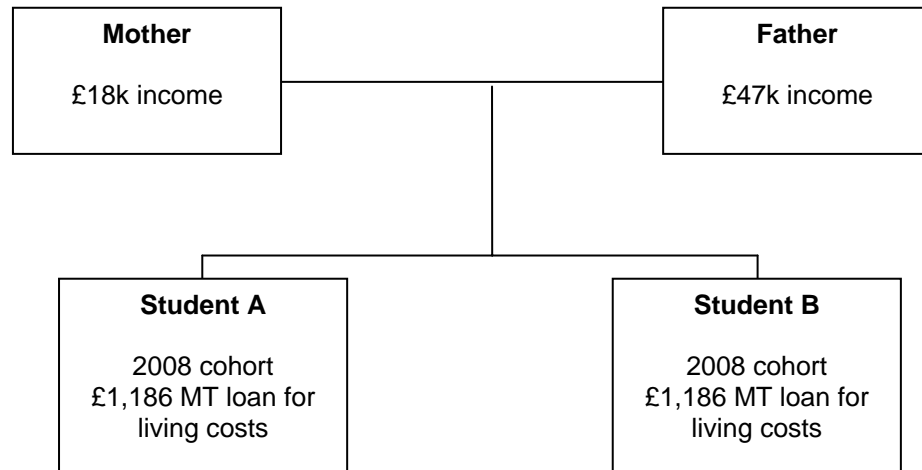 Mother
£18k income
Father
£47k income
Student A
2008 cohort
£1,186 MT loan for
living costs
Student B
2008 cohort
£1,186 MT loan for
living costs